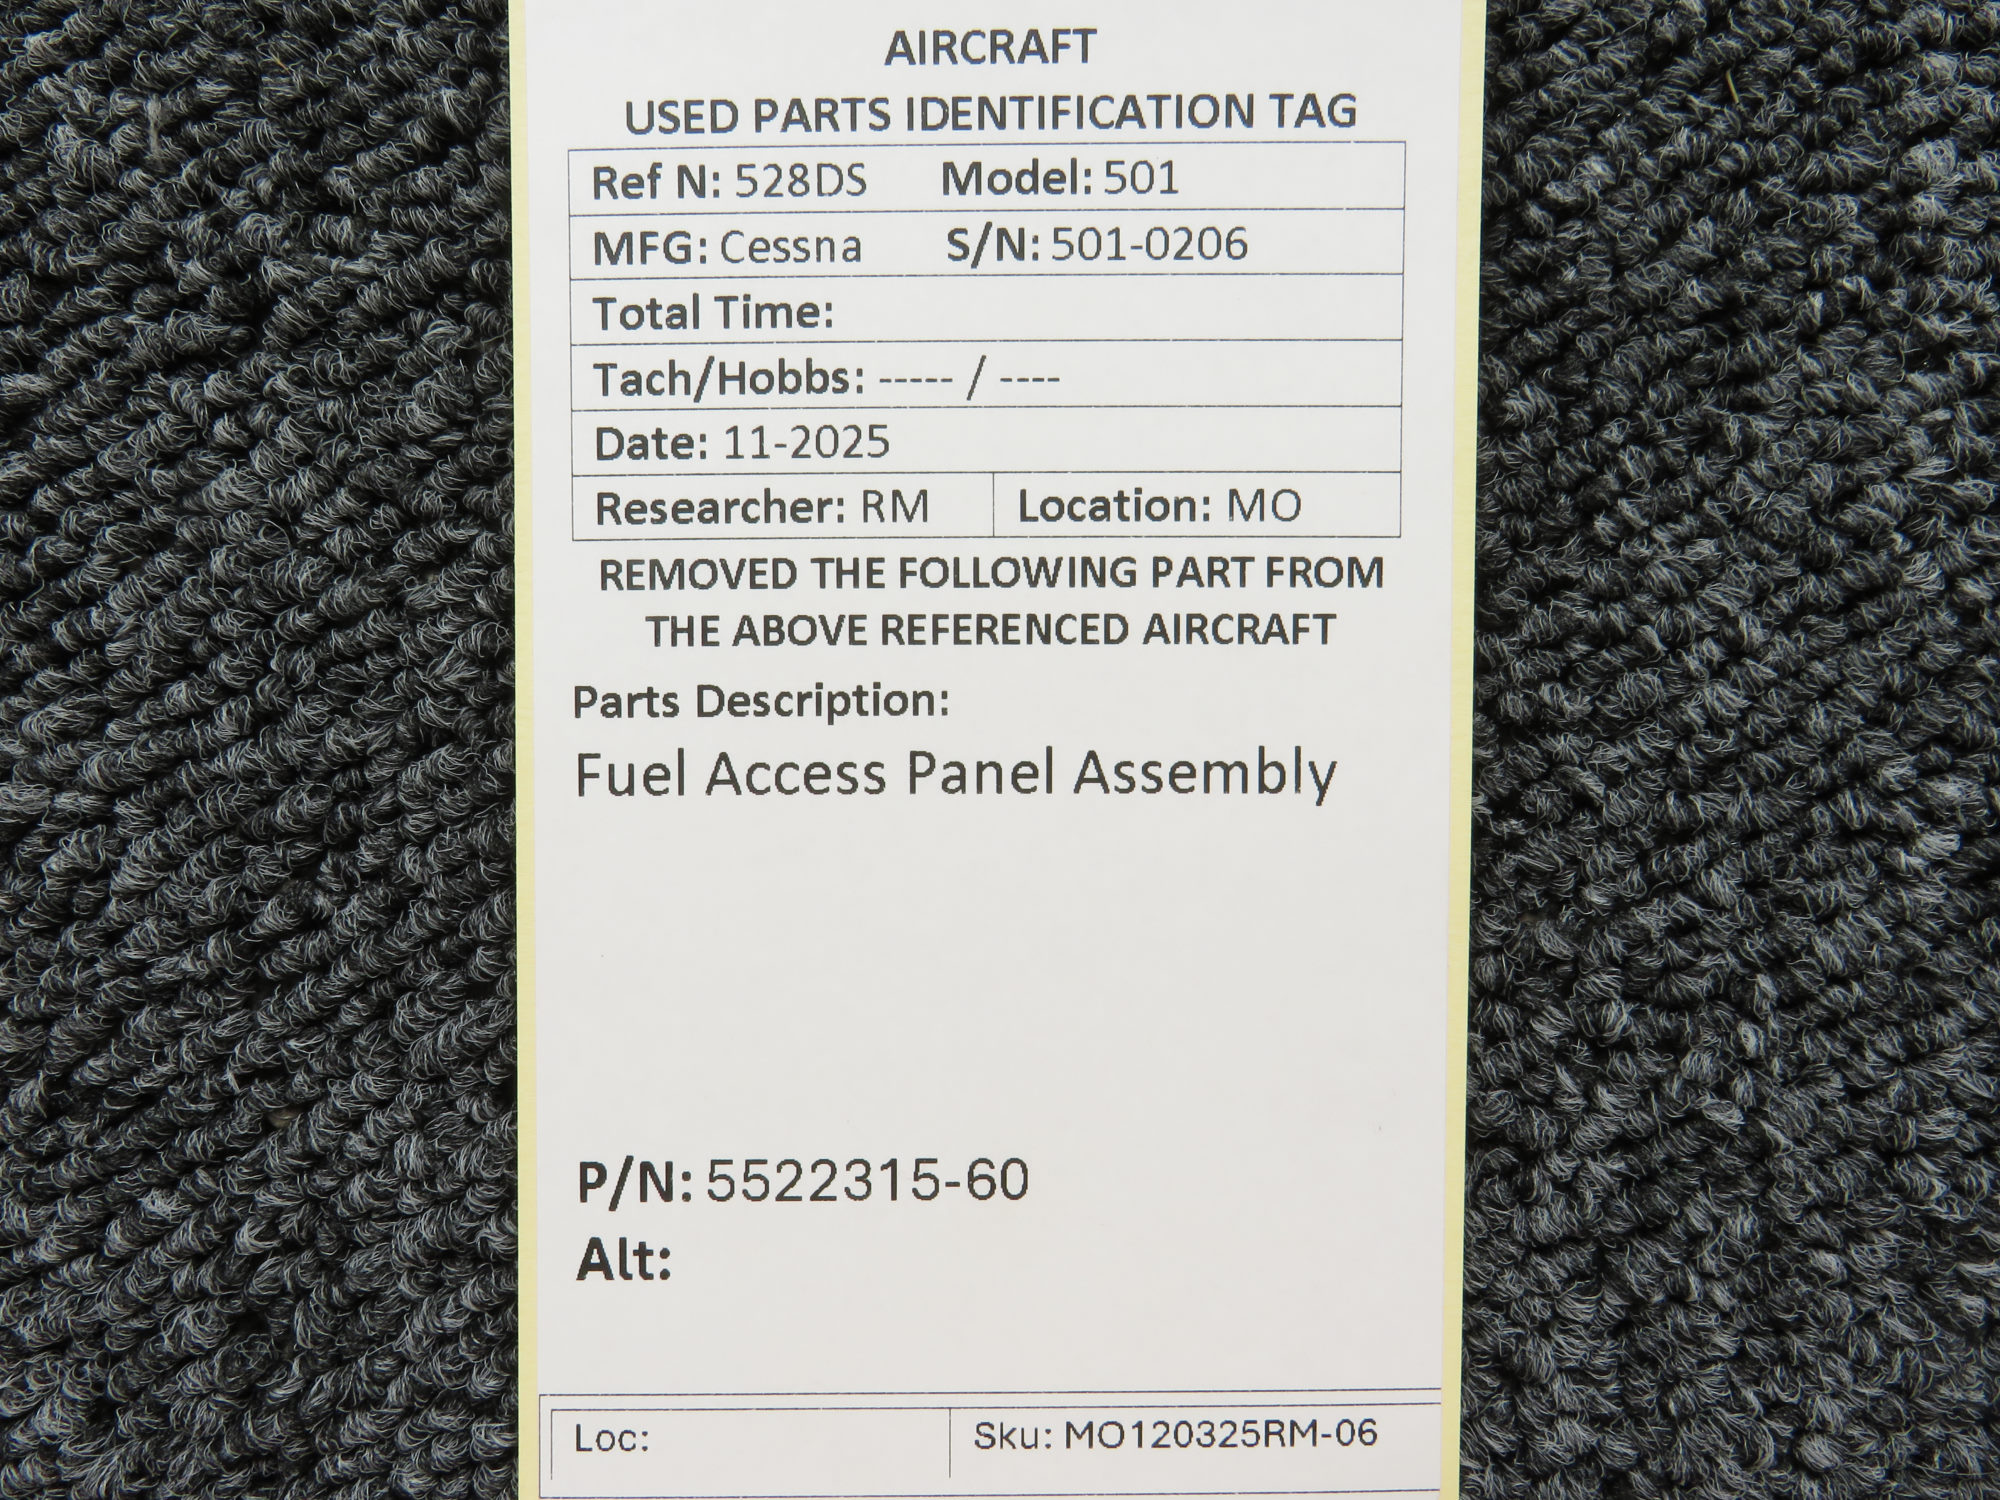 AIRCRAFT
USED PARTS IDENTIFICATION TAG
Ref N: 528DS Model: 501
MFG: Cessna S/N: 501-0206
Total Time:
Tach/Hobbs: ----- / ----
Date: 11-2025
Researcher: RM Location: MO
REMOVED THE FOLLOWING PART FROM
THE ABOVE REFERENCED AIRCRAFT
Parts Description:
Fuel Access Panel Assembly
P/N: 5522315-60
Alt:
Loc: Sku: MO120325RM-06